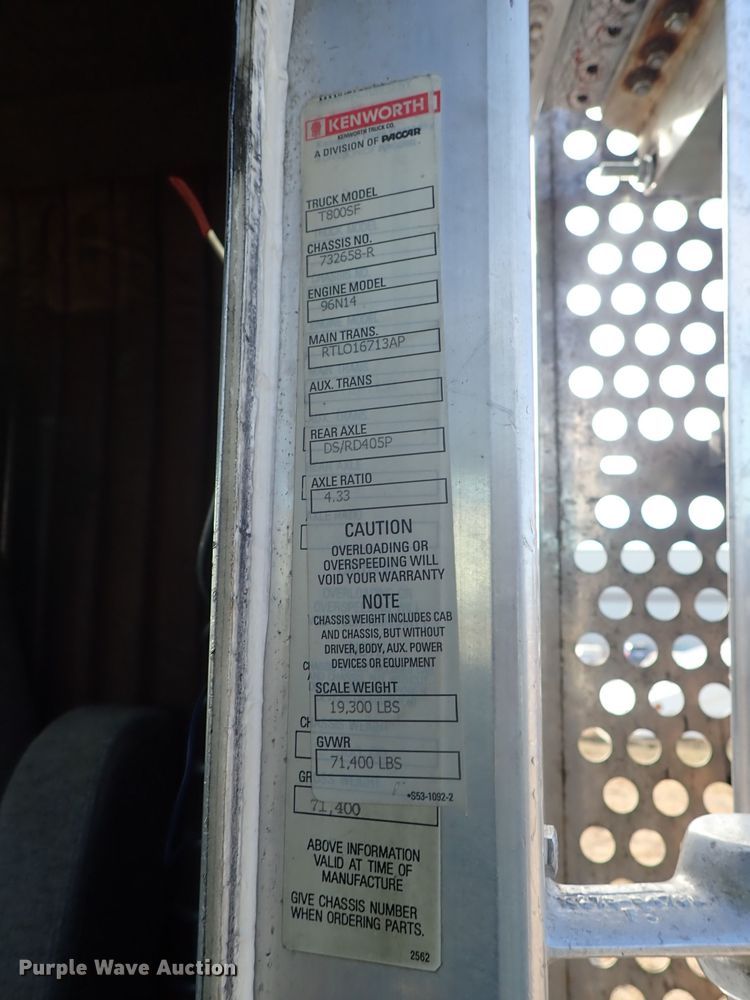 KENWORTH
KENWORTH TRUCK CO.
A DIVISION OF PACCAR
TRUCK MODEL
T800SF
CHASSIS NO.
732658-R
ENGINE MODEL
96N14
MAIN TRANS.
RTLO16713AP
AUX. TRANS
REAR AXLE
DS/RD405P
AXLE RATIO
4.33
CAUTION
OVERLOADING OR
OVERSPEEDING WILL
VOID YOUR WARRANTY
NOTE
CHASSIS WEIGHT INCLUDES CAB
AND CHASSIS, BUT WITHOUT
DRIVER, BODY, AUX. POWER
DEVICES OR EQUIPMENT
SCALE WEIGHT
19,300 LBS
GVWR
71,400 LBS
*S53-1092-2
71,400
ABOVE INFORMATION
VALID AT TIME OF
MANUFACTURE
GIVE CHASSIS NUMBER
WHEN ORDERING PARTS.
2562
Purple Wave Auction